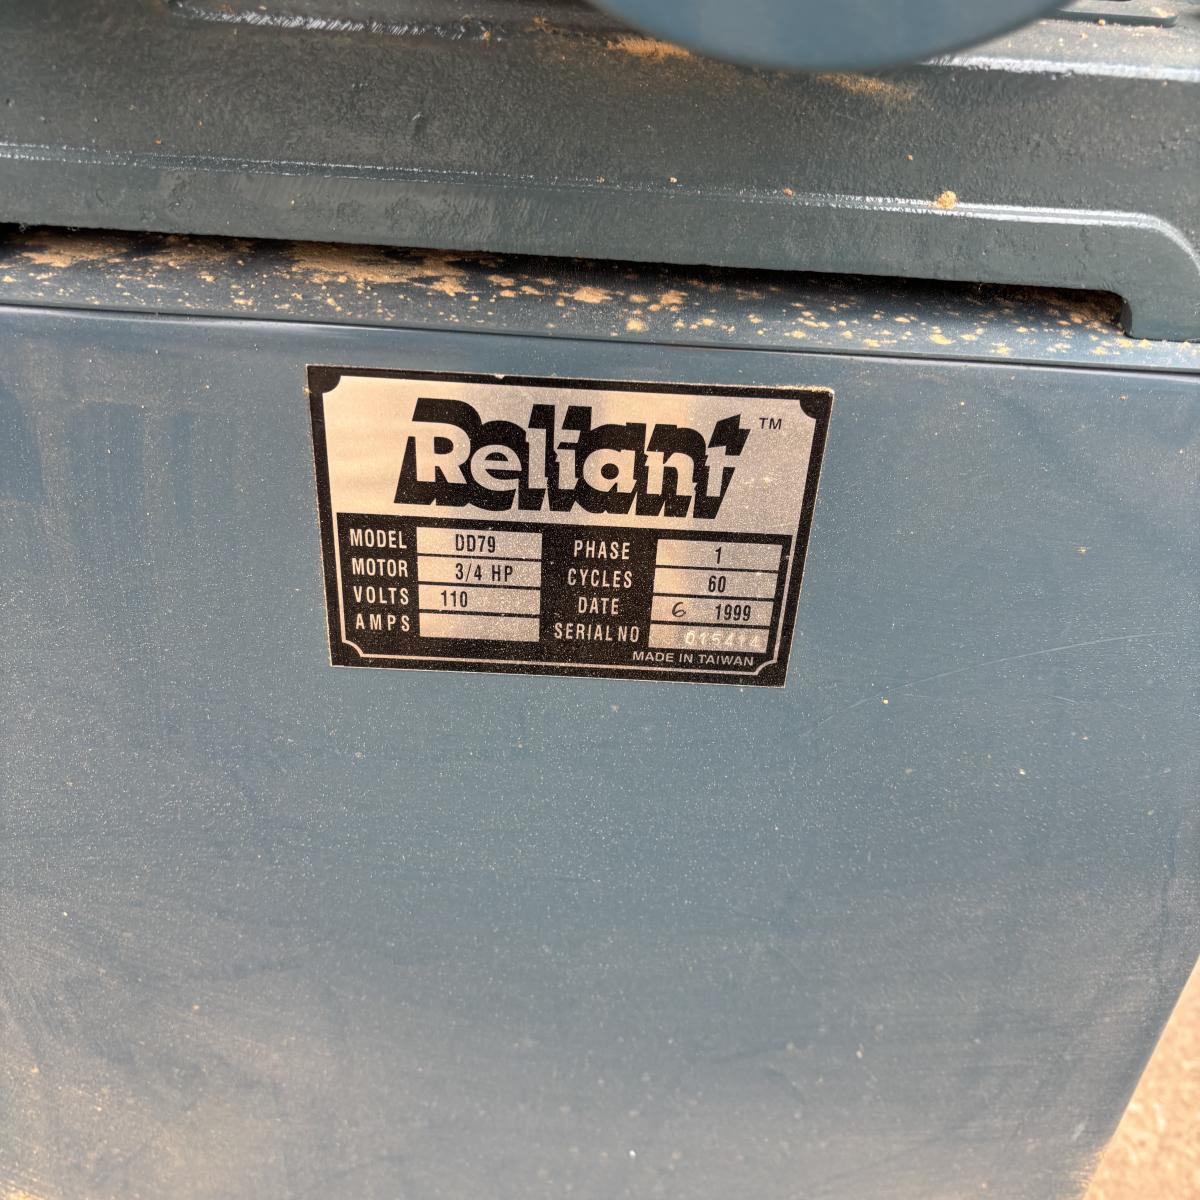 Reliant™
MODEL DD79 PHASE 1
MOTOR 3/4 HP CYCLES 60
VOLTS 110 DATE 6 1999
AMPS SERIAL NO 015414
MADE IN TAIWAN